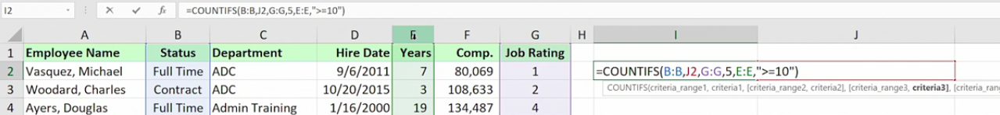 I2 =COUNTIFS(B:B,J2,G:G,5,E:E,">=10")
A B C D E F G H I J
1 Employee Name Status Department Hire Date Years Comp. Job Rating
2 Vasquez, Michael Full Time ADC 9/6/2011 7 80,069 1 =COUNTIFS(B:B,J2,G:G,5,E:E,">=10")
3 Woodard, Charles Contract ADC 10/20/2015 3 108,633 2 COUNTIFS(criteria_range1, criteria1, [criteria_range2, criteria2], [criteria_range3, criteria3], [criteria_rang
4 Ayers, Douglas Full Time Admin Training 1/16/2000 19 134,487 4